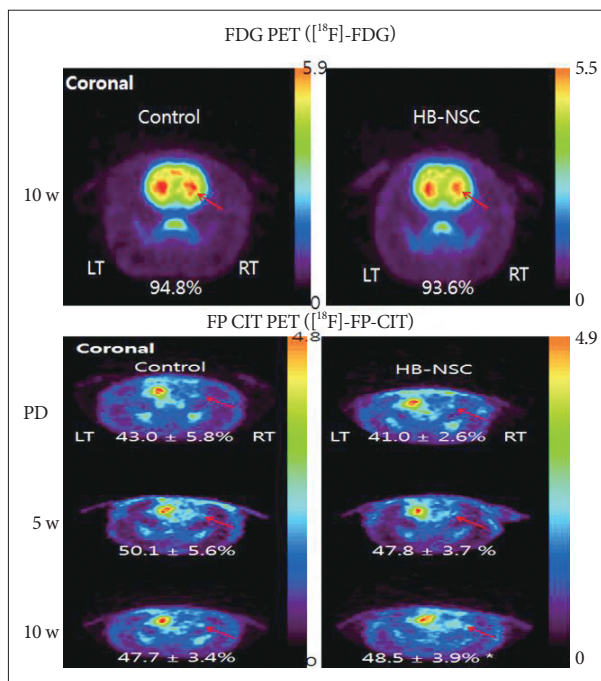 FDG PET ([¹⁸F]-FDG)
Coronal
5.9
5.5
Control
HB-NSC
10 w
LT
RT
LT
RT
94.8%
93.6%
0
0
FP CIT PET ([¹⁸F]-FP-CIT)
Coronal
4.8
4.9
Control
HB-NSC
PD
LT 43.0 ± 5.8% RT
LT 41.0 ± 2.6% RT
5 w
50.1 ± 5.6%
47.8 ± 3.7 %
10 w
47.7 ± 3.4%
48.5 ± 3.9% *
0
0